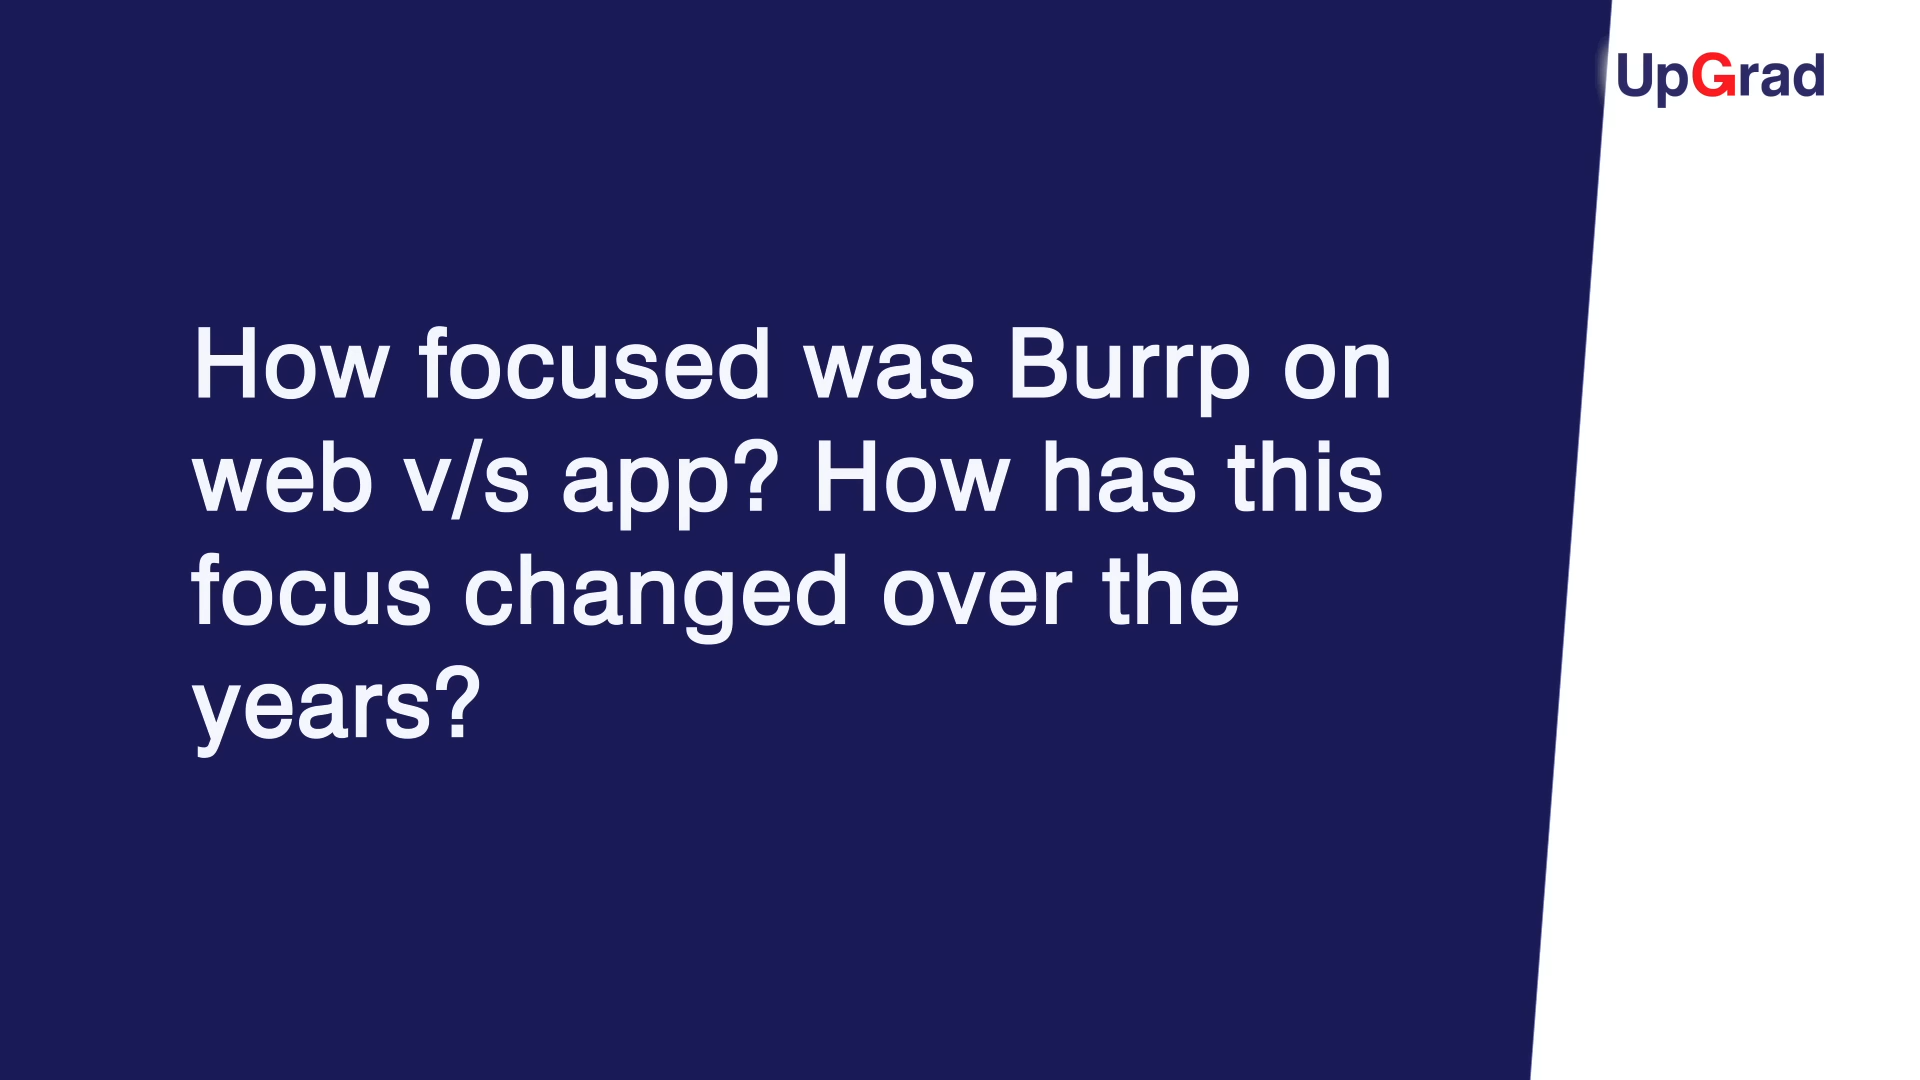 UpGrad
How focused was Burrp on
web v/s app? How has this
focus changed over the
years?